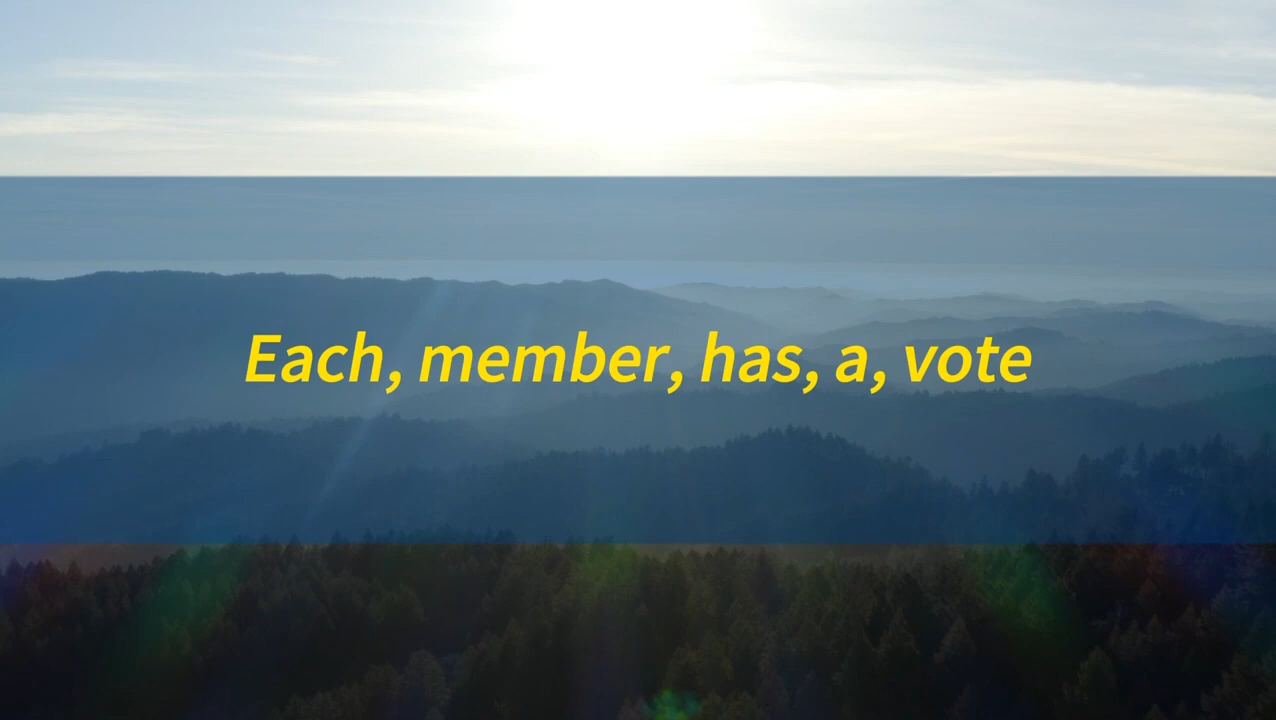 Each, member, has, a, vote